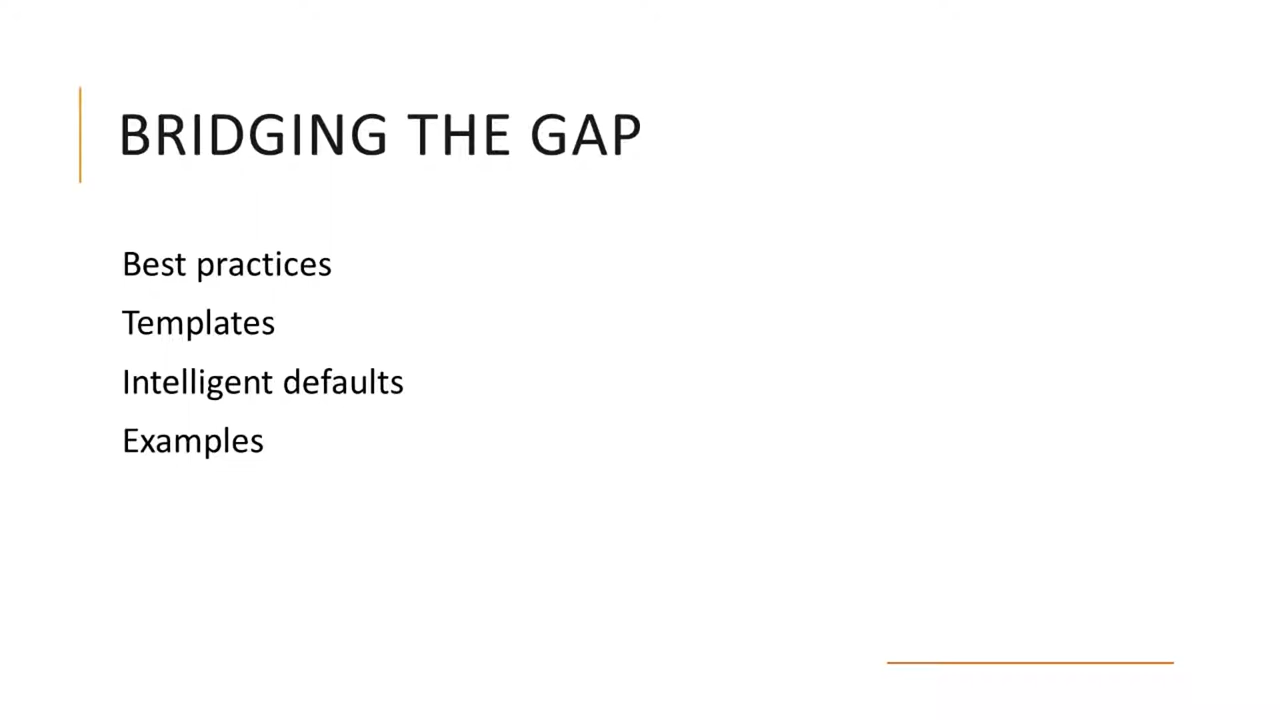 BRIDGING THE GAP
Best practices
Templates
Intelligent defaults
Examples